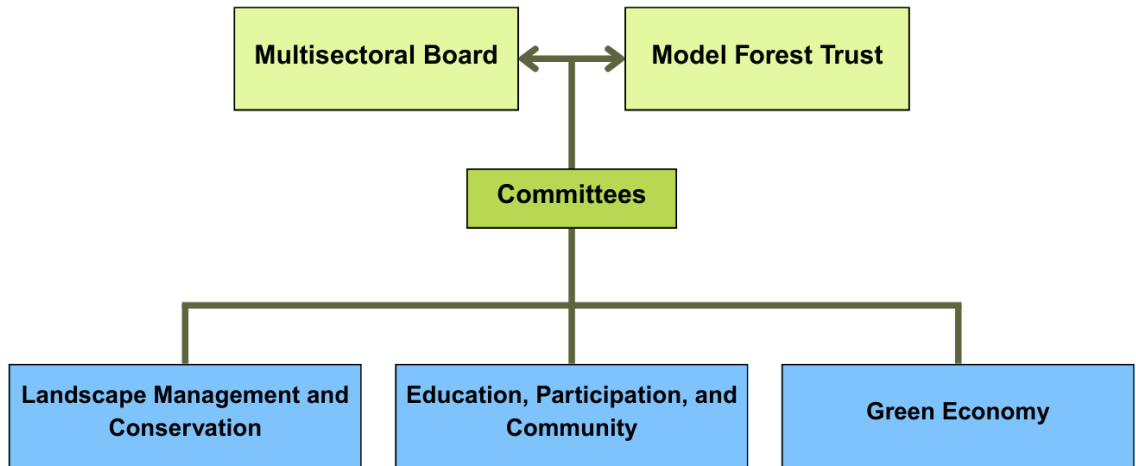 Multisectoral Board
Model Forest Trust
Committees
Landscape Management and
Conservation
Education, Participation, and
Community
Green Economy